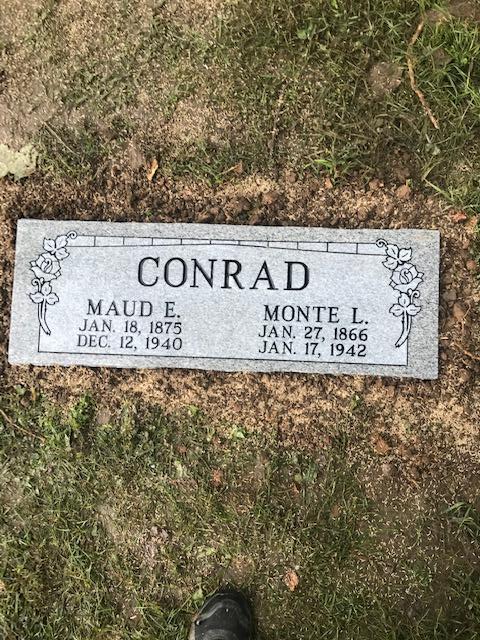 CONRAD
MAUD E. MONTE L.
JAN. 18, 1875 JAN. 27, 1866
DEC. 12, 1940 JAN. 17, 1942